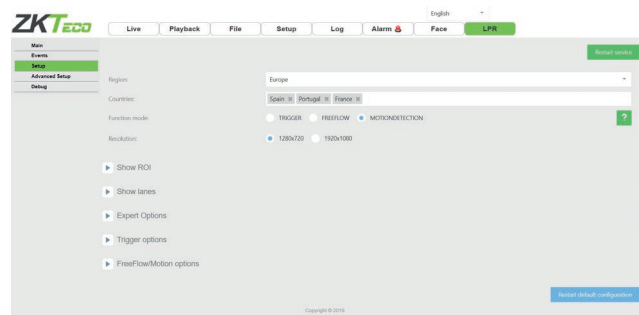 English
ZKTeco
Live Playback File Setup Log Alarm Face LPR
Main
Events
Setup
Advanced Setup
Debug
Restart service
Region: Europe
Countries: Spain × Portugal × France ×
Function mode: TRIGGER FREEFLOW MOTIONDETECTION ?
Resolution: 1280x720 1920x1080
Show ROI
Show lanes
Expert Options
Trigger options
FreeFlow/Motion options
Restart default configuration
Copyright © 2019